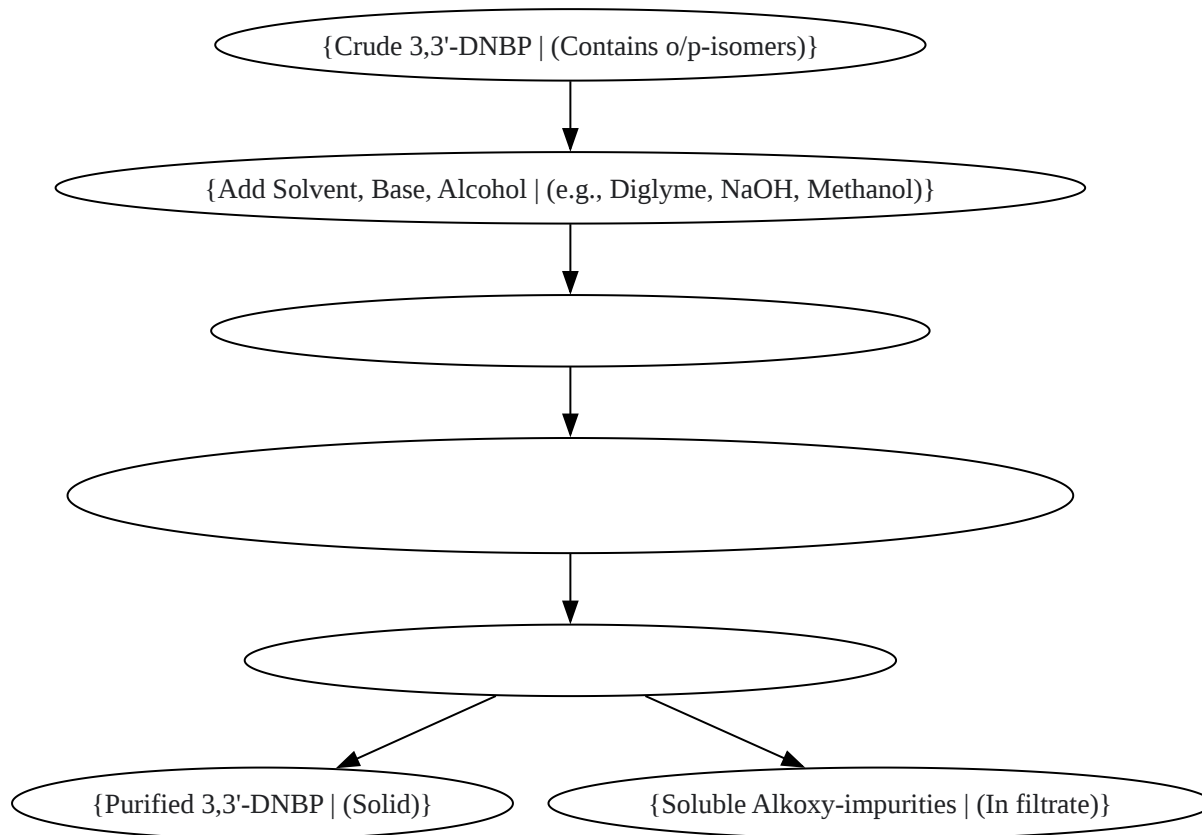 {Crude 3,3'-DNBP | (Contains o/p-isomers)}
{Add Solvent, Base, Alcohol | (e.g., Diglyme, NaOH, Methanol)}
{Purified 3,3'-DNBP | (Solid)}
{Soluble Alkoxy-impurities | (In filtrate)}